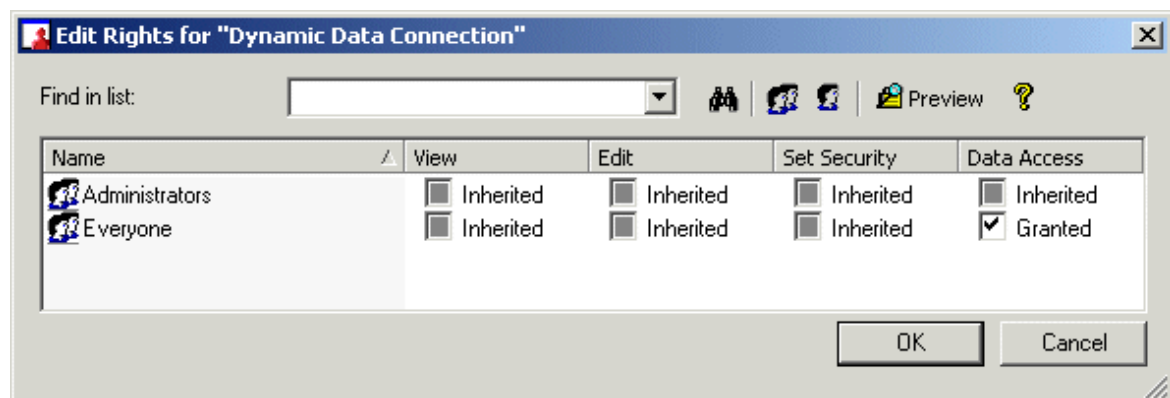 Edit Rights for "Dynamic Data Connection"
Find in list:
Preview
Name View Edit Set Security Data Access
Administrators Inherited Inherited Inherited Inherited
Everyone Inherited Inherited Inherited Granted
OK Cancel